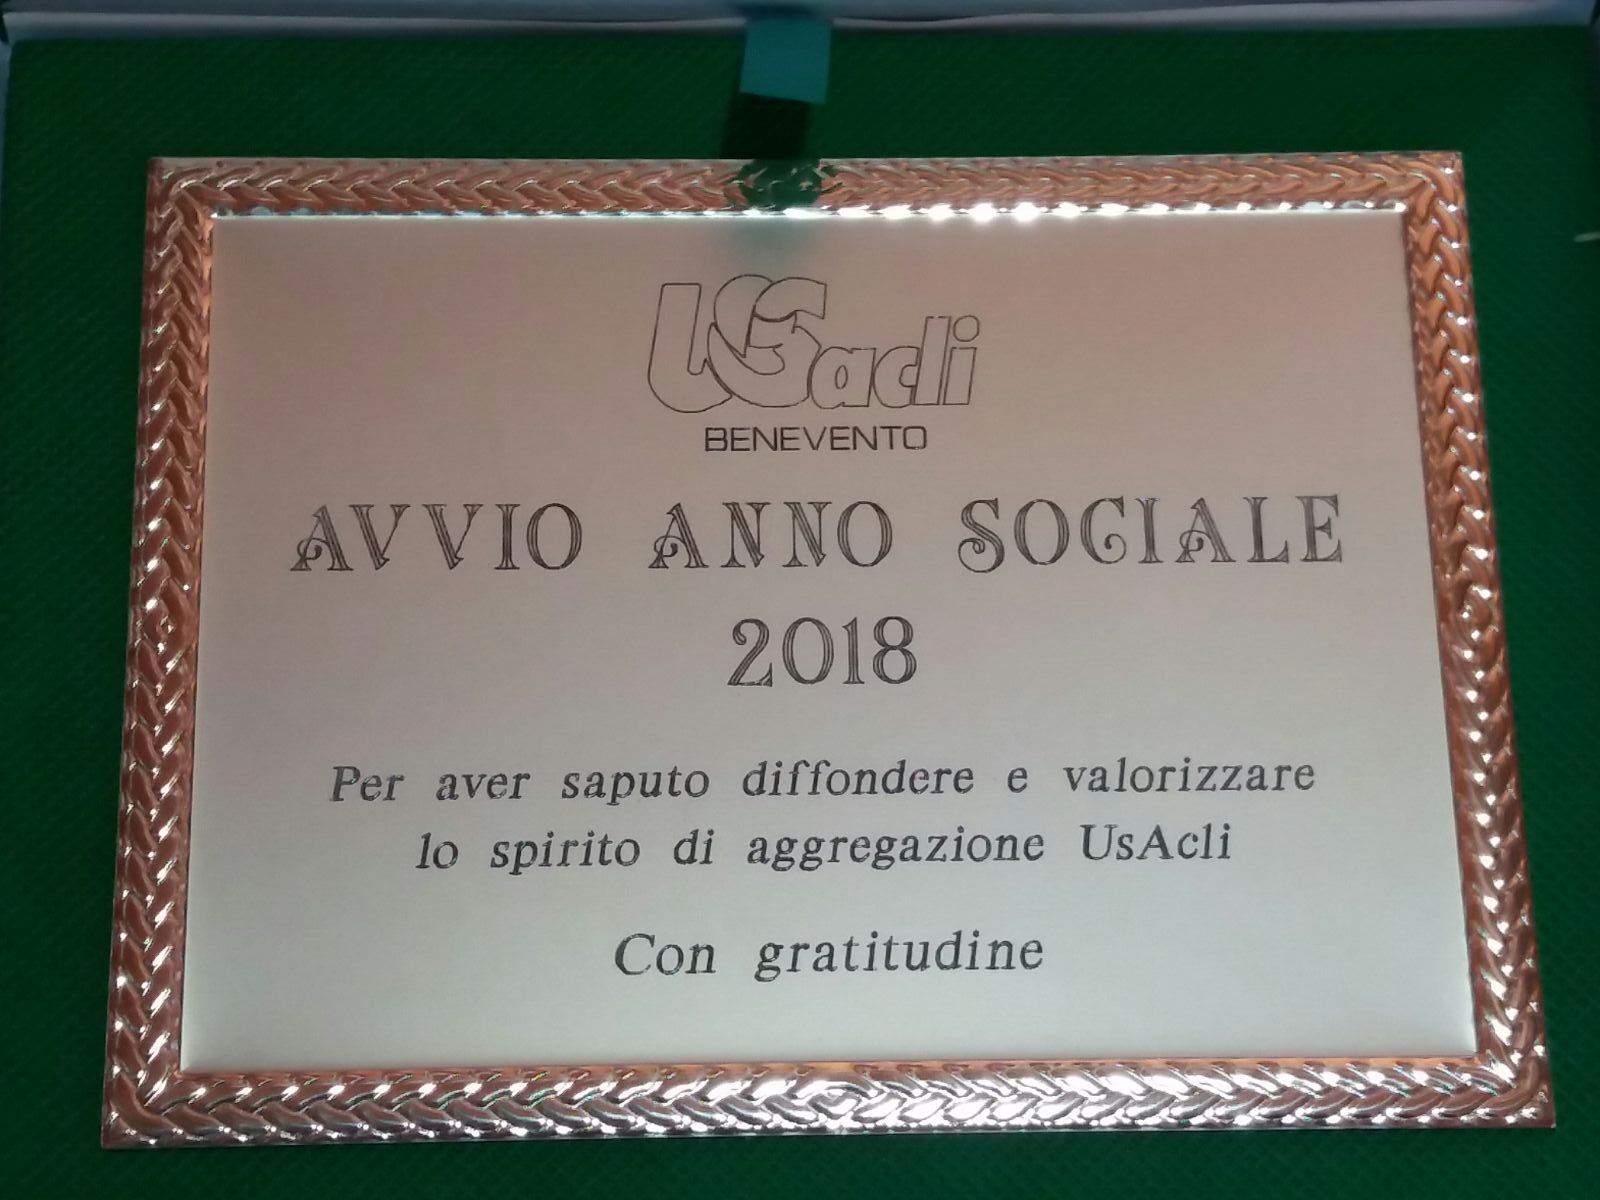 USacli
BENEVENTO
AVVIO ANNO SOCIALE
2018
Per aver saputo diffondere e valorizzare
lo spirito di aggregazione UsAcli
Con gratitudine